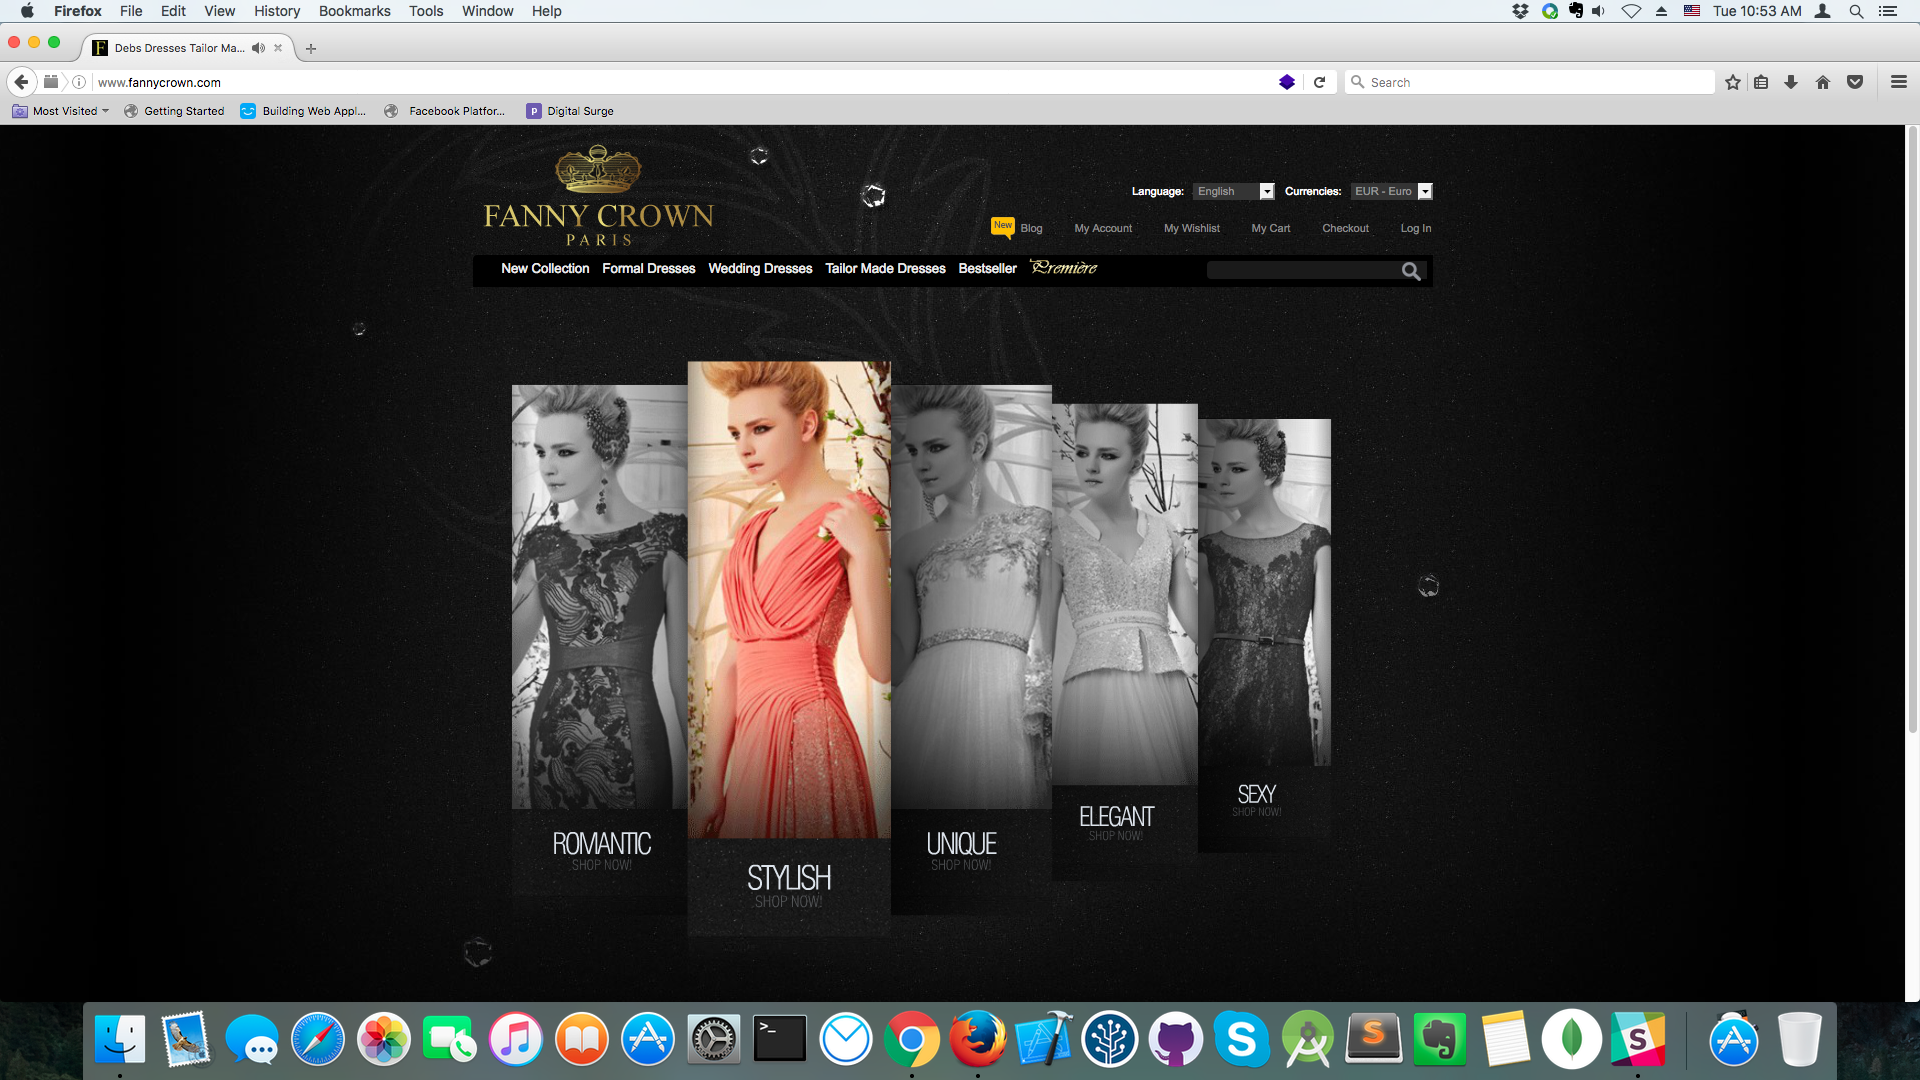 Firefox File Edit View History Bookmarks Tools Window Help Tue 10:53 AM
F Debs Dresses Tailor Ma...
www.fannycrown.com Search
Most Visited Getting Started Building Web Appl... Facebook Platfor... p Digital Surge
FANNY CROWN
PARIS
Language: English Currencies: EUR - Euro
New Blog My Account My Wishlist My Cart Checkout Log In
New Collection Formal Dresses Wedding Dresses Tailor Made Dresses Bestseller Première
ROMANTIC
SHOP NOW!
STYLISH
SHOP NOW!
UNIQUE
SHOP NOW!
ELEGANT
SHOP NOW!
SEXY
SHOP NOW!
>_
S
S
S